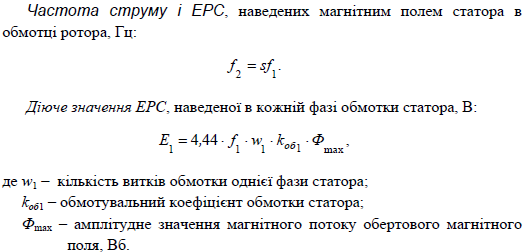 Частота струму і ЕРС, наведених магнітним полем статора в
обмотці ротора, Гц:
f₂ = sf₁.
Діюче значення ЕРС, наведеної в кожній фазі обмотки статора, В:
E₁ = 4,44 · f₁ · w₁ · kоб1 · Фmax,
де w₁ – кількість витків обмотки однієї фази статора;
kоб1 – обмотувальний коефіцієнт обмотки статора;
Фmax – амплітудне значення магнітного потоку обертового магнітного
поля, Вб.